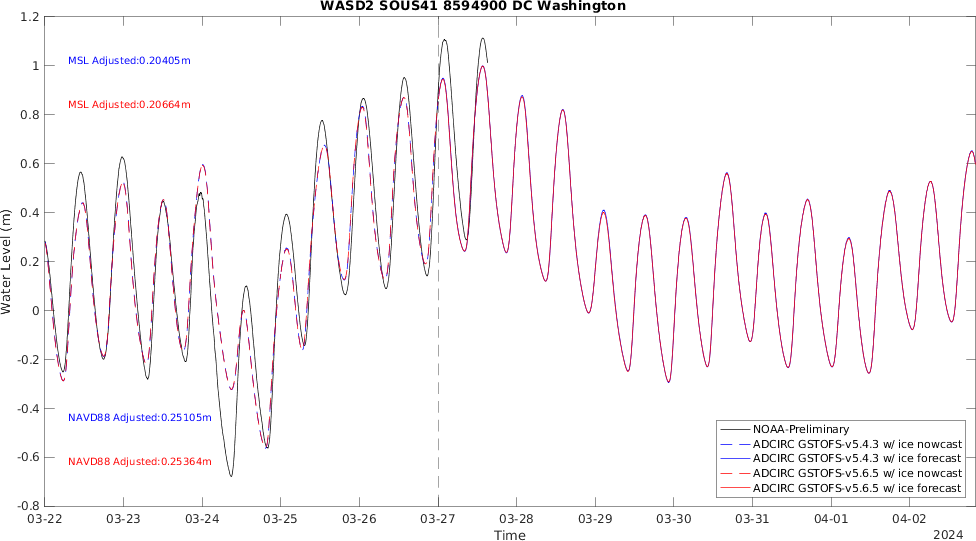 WASD2 SOUS41 8594900 DC Washington
1.2
1
0.8
0.6
0.4
0.2
0
-0.2
-0.4
-0.6
-0.8
Water Level (m)
MSL Adjusted:0.20405m
MSL Adjusted:0.20664m
NAVD88 Adjusted:0.25105m
NAVD88 Adjusted:0.25364m
NOAA-Preliminary
ADCIRC GSTOFS-v5.4.3 w/ ice nowcast
ADCIRC GSTOFS-v5.4.3 w/ ice forecast
ADCIRC GSTOFS-v5.6.5 w/ ice nowcast
ADCIRC GSTOFS-v5.6.5 w/ ice forecast
03-22 03-23 03-24 03-25 03-26 03-27 03-28 03-29 03-30 03-31 04-01 04-02
Time
2024